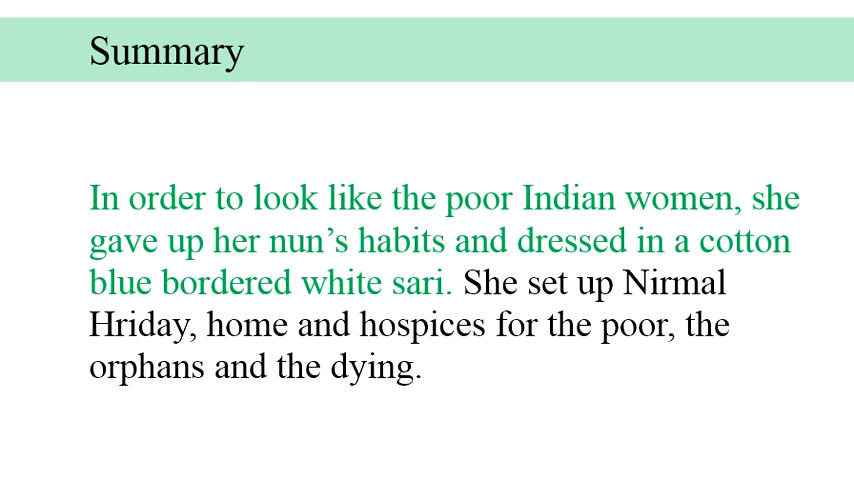 Summary
In order to look like the poor Indian women, she
gave up her nun’s habits and dressed in a cotton
blue bordered white sari. She set up Nirmal
Hriday, home and hospices for the poor, the
orphans and the dying.